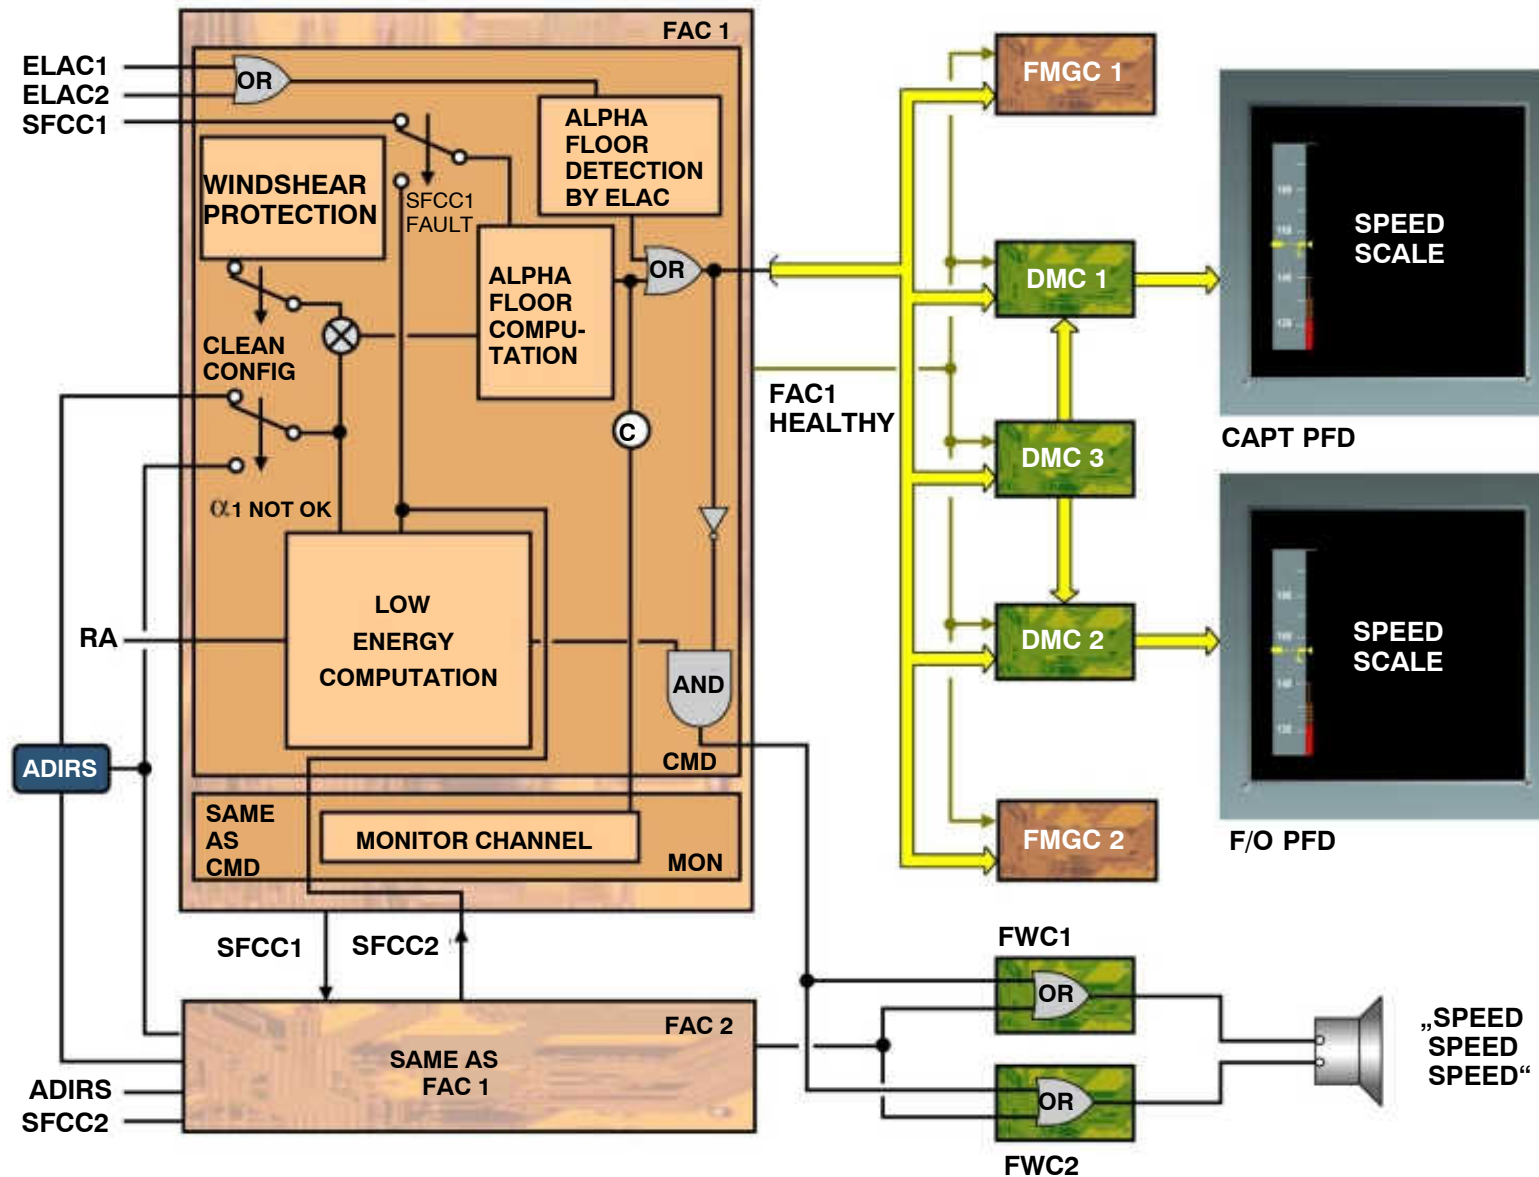 FAC 1
ELAC1
ELAC2
SFCC1
OR
ALPHA
FLOOR
DETECTION
BY ELAC
WINDSHEAR
PROTECTION
SFCC1
FAULT
ALPHA
FLOOR
COMPU-
TATION
OR
CLEAN
CONFIG
C
α1 NOT OK
LOW
ENERGY
COMPUTATION
RA
AND
ADIRS
CMD
SAME
AS
CMD
MONITOR CHANNEL
MON
SFCC1
SFCC2
FAC 2
SAME AS
FAC 1
ADIRS
SFCC2
FAC1
HEALTHY
FMGC 1
DMC 1
DMC 3
DMC 2
FMGC 2
SPEED
SCALE
CAPT PFD
SPEED
SCALE
F/O PFD
FWC1
OR
OR
FWC2
„SPEED
SPEED
SPEED“